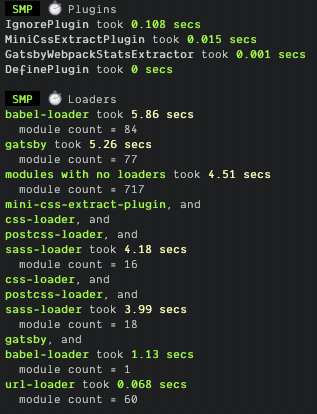 SMP ⏱ Plugins
IgnorePlugin took 0.108 secs
MiniCssExtractPlugin took 0.015 secs
GatsbyWebpackStatsExtractor took 0.001 secs
DefinePlugin took 0 secs
SMP ⏱ Loaders
babel-loader took 5.86 secs
module count = 84
gatsby took 5.26 secs
module count = 77
modules with no loaders took 4.51 secs
module count = 717
mini-css-extract-plugin, and
css-loader, and
postcss-loader, and
sass-loader took 4.18 secs
module count = 16
css-loader, and
postcss-loader, and
sass-loader took 3.99 secs
module count = 18
gatsby, and
babel-loader took 1.13 secs
module count = 1
url-loader took 0.068 secs
module count = 60